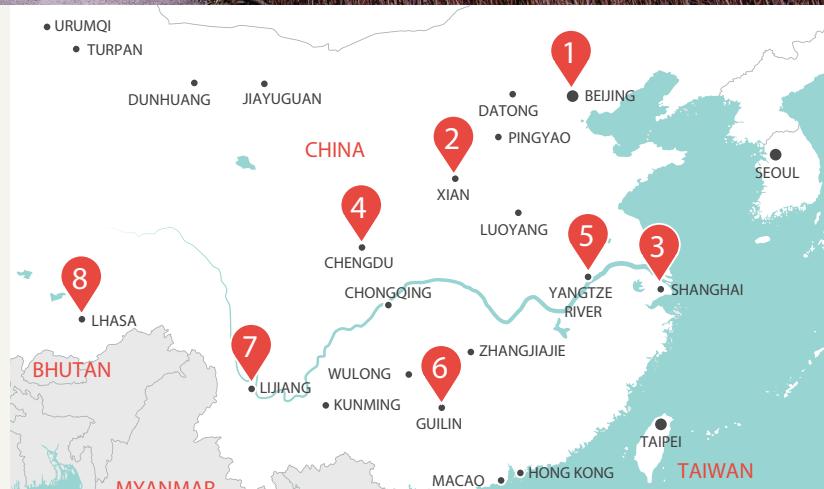 URUMQI
TURPAN
1
DUNHUANG
JIAYUGUAN
DATONG
BEIJING
2
PINGYAO
CHINA
SEOUL
XIAN
4
LUOYANG
5
3
CHENGDU
8
CHONGQING
YANGTZE
RIVER
SHANGHAI
LHASA
7
ZHANGJIAJIE
BHUTAN
WULONG
6
LIJIANG
KUNMING
GUILIN
TAIPEI
HONG KONG
TAIWAN
MACAO
MYANMAR